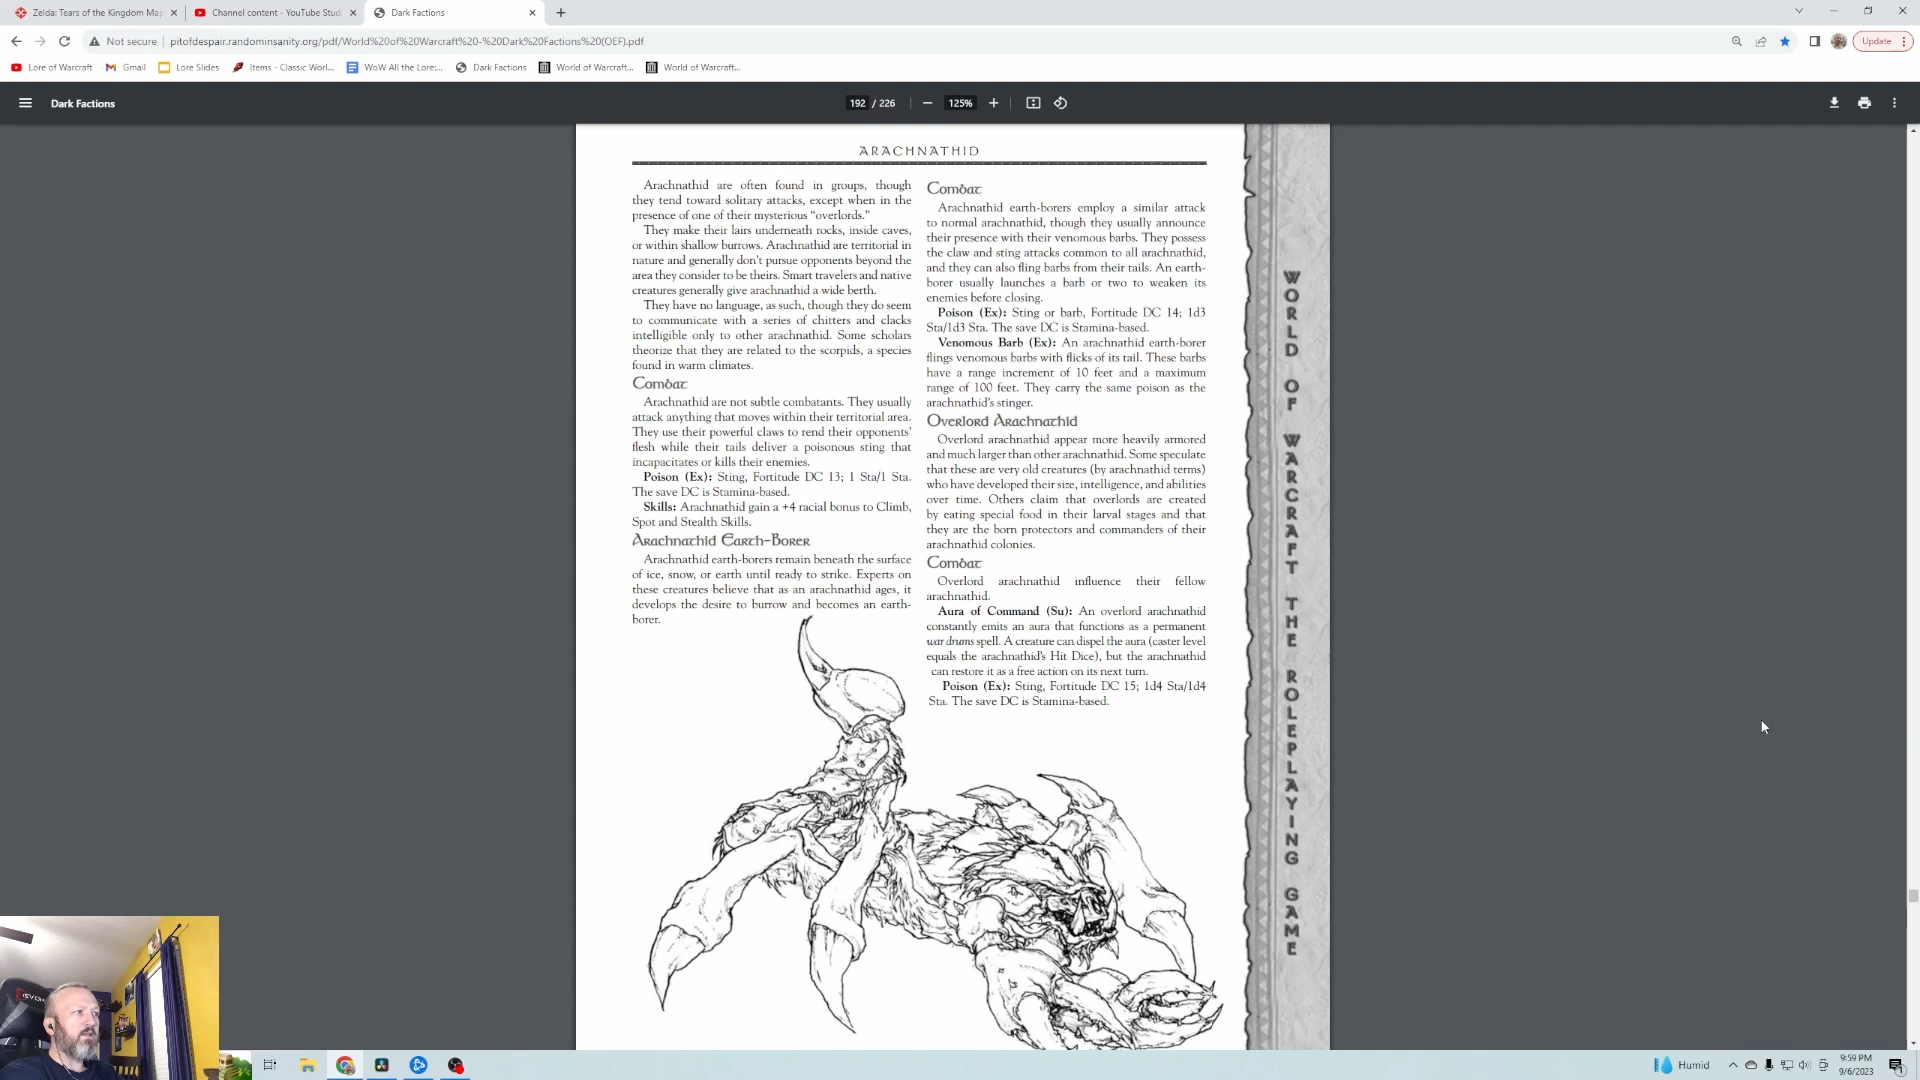 Zelda: Tears of the Kingdom Map
Channel content - YouTube Stud
Dark Factions
Not secure
pitofdespair.randominsanity.org/pdf/World%20of%20Warcraft%20-%20Dark%20Factions%20(OEF).pdf
Update
Lore of Warcraft
Gmail
Lore Slides
Items - Classic Worl...
WoW All the Lore:...
Dark Factions
World of Warcraft...
World of Warcraft...
Dark Factions
192 / 226
125%
ARACHNATHID
Arachnathid are often found in groups, though
they tend toward solitary attacks, except when in the
presence of one of their mysterious “overlords.”
They make their lairs underneath rocks, inside caves,
or within shallow burrows. Arachnathid are territorial in
nature and generally don’t pursue opponents beyond the
area they consider to be theirs. Smart travelers and native
creatures generally give arachnathid a wide berth.
They have no language, as such, though they do seem
to communicate with a series of chitters and clacks
intelligible only to other arachnathid. Some scholars
theorize that they are related to the scorpids, a species
found in warm climates.
Combat
Arachnathid are not subtle combatants. They usually
attack anything that moves within their territorial area.
They use their powerful claws to rend their opponents’
flesh while their tails deliver a poisonous sting that
incapacitates or kills their enemies.
Poison (Ex): Sting, Fortitude DC 13; 1 Sta/1 Sta.
The save DC is Stamina-based.
Skills: Arachnathid gain a +4 racial bonus to Climb,
Spot and Stealth Skills.
Arachnathid Earth-Borer
Arachnathid earth-borers remain beneath the surface
of ice, snow, or earth until ready to strike. Experts on
these creatures believe that as an arachnathid ages, it
develops the desire to burrow and becomes an earth-
borer.
Combat
Arachnathid earth-borers employ a similar attack
to normal arachnathid, though they usually announce
their presence with their venomous barbs. They possess
the claw and sting attacks common to all arachnathid,
and they can also fling barbs from their tails. An earth-
borer usually launches a barb or two to weaken its
enemies before closing.
Poison (Ex): Sting or barb, Fortitude DC 14; 1d3
Sta/1d3 Sta. The save DC is Stamina-based.
Venomous Barb (Ex): An arachnathid earth-borer
flings venomous barbs with flicks of its tail. These barbs
have a range increment of 10 feet and a maximum
range of 100 feet. They carry the same poison as the
arachnathid’s stinger.
Overlord Arachnathid
Overlord arachnathid appear more heavily armored
and much larger than other arachnathid. Some speculate
that these are very old creatures (by arachnathid terms)
who have developed their size, intelligence, and abilities
over time. Others claim that overlords are created
by eating special food in their larval stages and that
they are the born protectors and commanders of their
arachnathid colonies.
Combat
Overlord arachnathid influence their fellow
arachnathid.
Aura of Command (Su): An overlord arachnathid
constantly emits an aura that functions as a permanent
war drums spell. A creature can dispel the aura (caster level
equals the arachnathid’s Hit Dice), but the arachnathid
can restore it as a free action on its next turn.
Poison (Ex): Sting, Fortitude DC 15; 1d4 Sta/1d4
Sta. The save DC is Stamina-based.
WORLD OF WARCRAFT THE ROLEPLAYING GAME
Humid
9:59 PM
9/6/2023